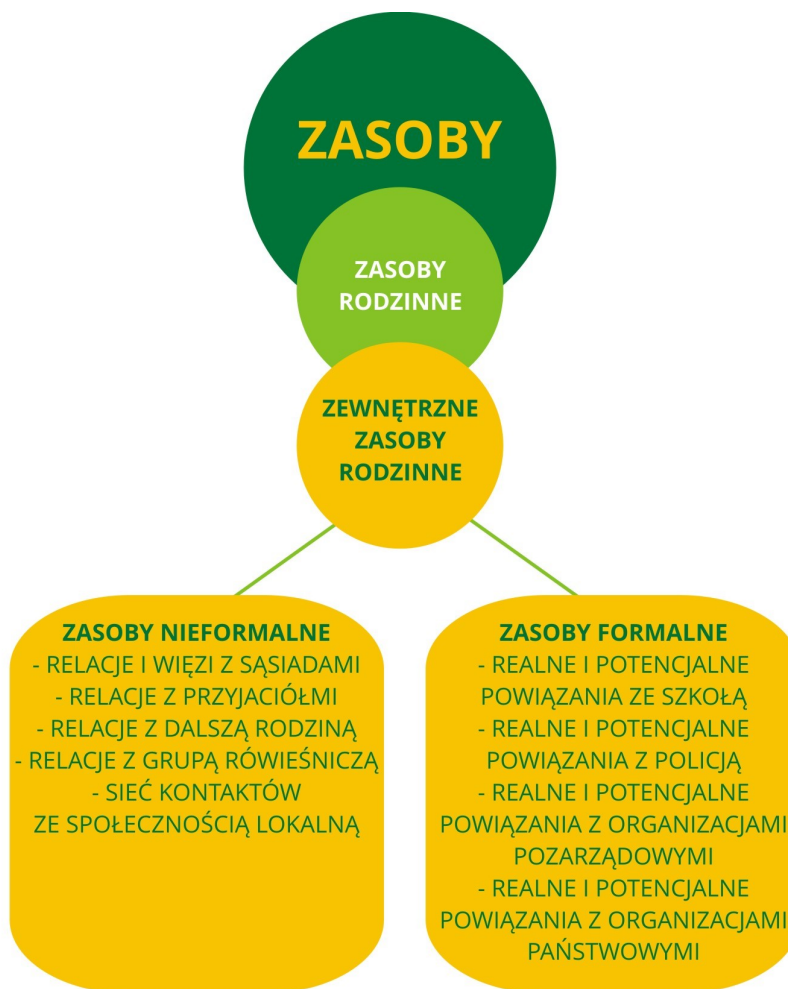 ZASOBY
ZASOBY
RODZINNE
ZEWNĘTRZNE
ZASOBY
RODZINNE
ZASOBY NIEFORMALNE
- RELACJE I WIĘZI Z SĄSIADAMI
- RELACJE Z PRZYJACIÓŁMI
- RELACJE Z DALSZĄ RODZINĄ
- RELACJE Z GRUPĄ RÓWIEŚNICZĄ
- SIEĆ KONTAKTÓW
ZE SPOŁECZNOŚCIĄ LOKALNĄ
ZASOBY FORMALNE
- REALNE I POTENCJALNE
POWIĄZANIA ZE SZKOŁĄ
- REALNE I POTENCJALNE
POWIĄZANIA Z POLICJĄ
- REALNE I POTENCJALNE
POWIĄZANIA Z ORGANIZACJAMI
POZARZĄDOWYMI
- REALNE I POTENCJALNE
POWIĄZANIA Z ORGANIZACJAMI
PAŃSTWOWYMI